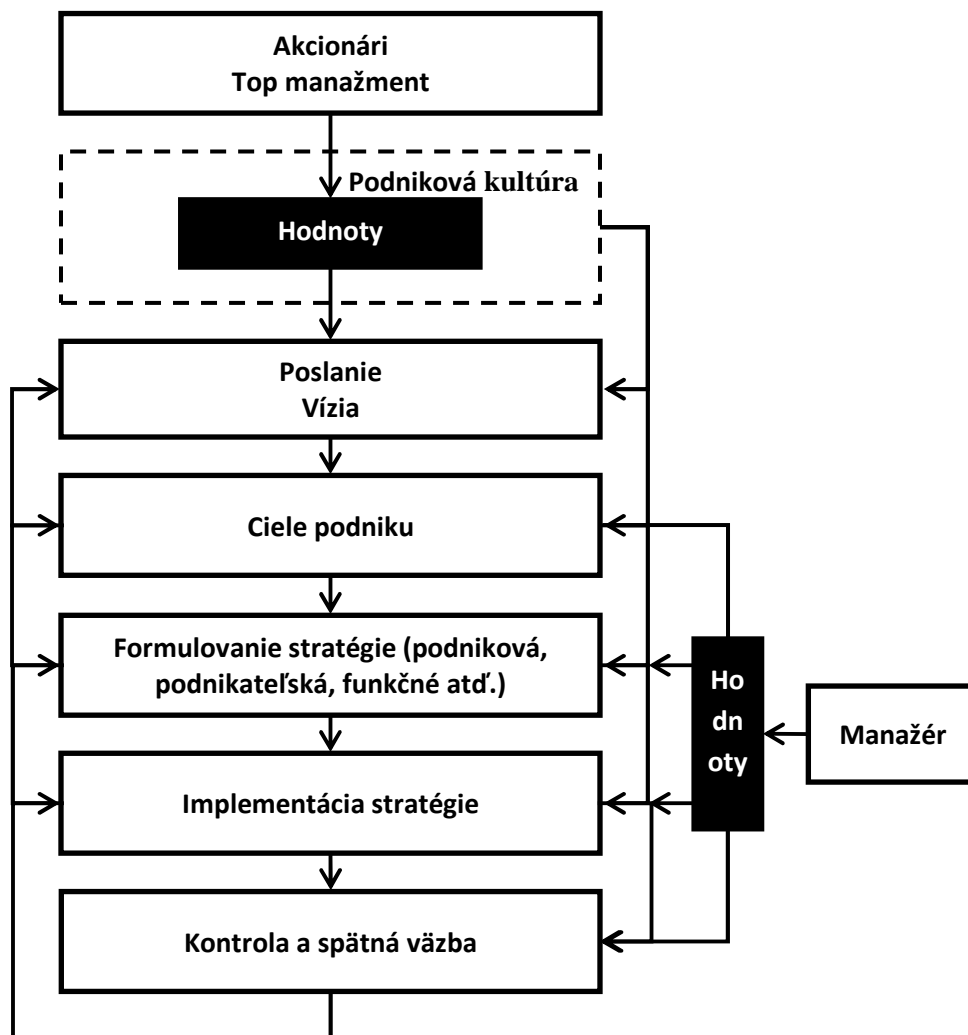 Akcionári
Top manažment
Podniková kultúra
Hodnoty
Poslanie
Vízia
Ciele podniku
Formulovanie stratégie (podniková,
podnikateľská, funkčné atď.)
Ho
dn
oty
Manažér
Implementácia stratégie
Kontrola a spätná väzba